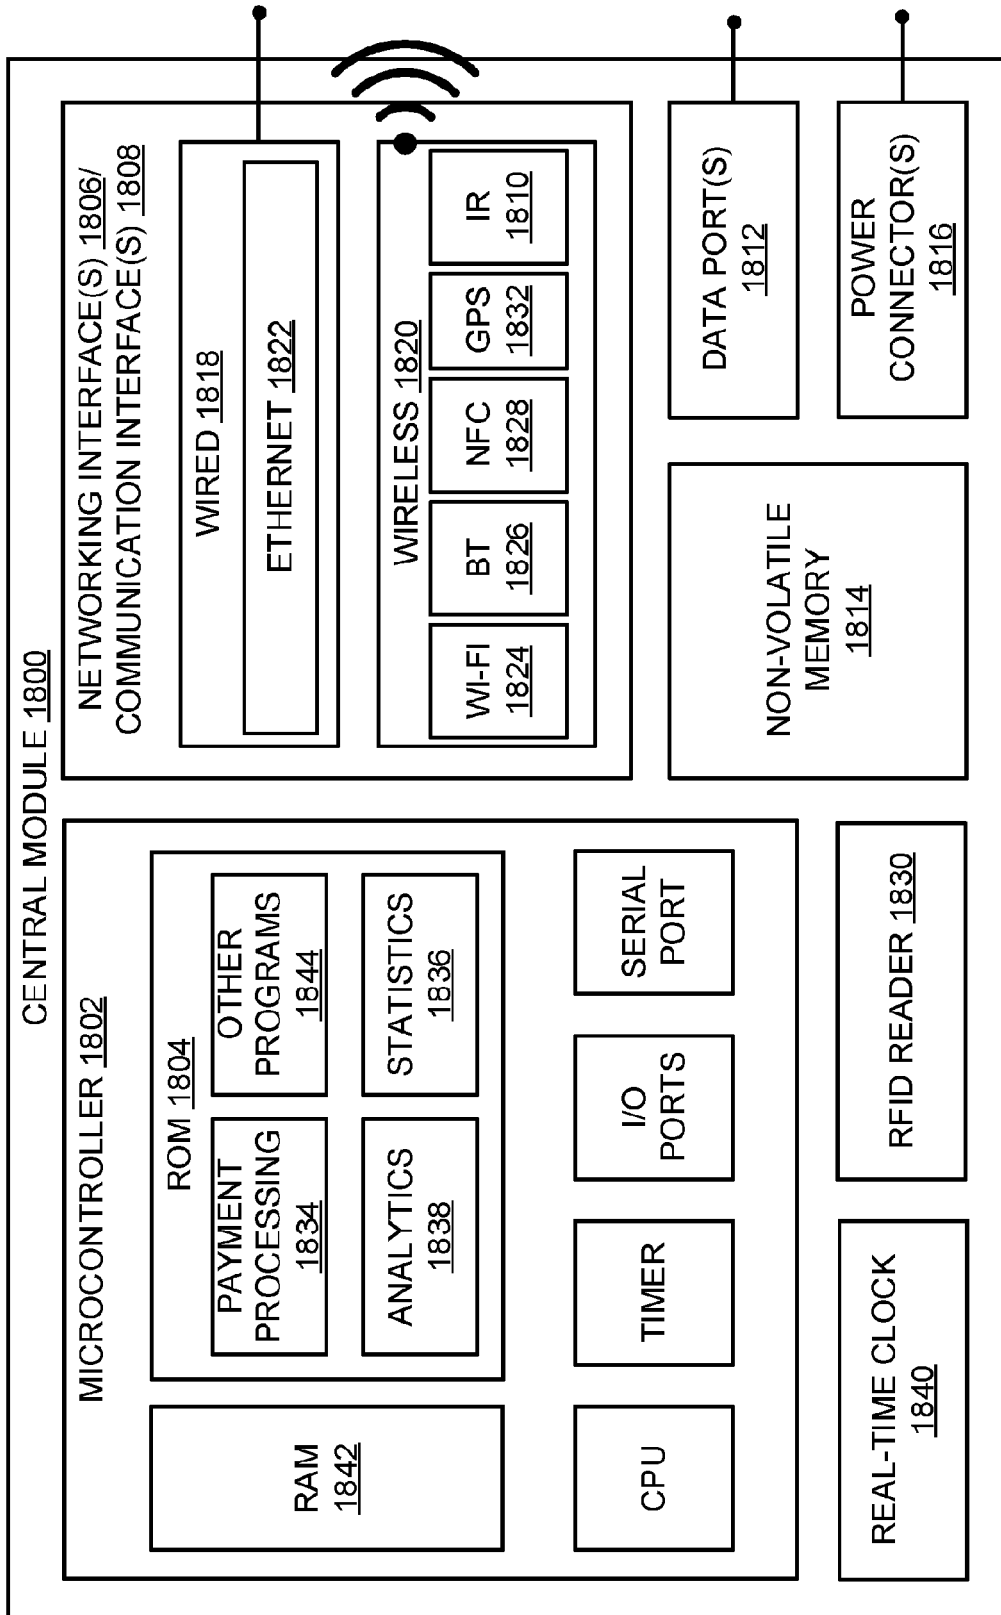 CENTRAL MODULE 1800
MICROCONTROLLER 1802
RAM
1842
ROM 1804
PAYMENT
PROCESSING
1834
OTHER
PROGRAMS
1844
ANALYTICS
1838
STATISTICS
1836
CPU
TIMER
I/O
PORTS
SERIAL
PORT
REAL-TIME CLOCK
1840
RFID READER 1830
NETWORKING INTERFACE(S) 1806/
COMMUNICATION INTERFACE(S) 1808
WIRED 1818
ETHERNET 1822
WIRELESS 1820
WI-FI
1824
BT
1826
NFC
1828
GPS
1832
IR
1810
NON-VOLATILE
MEMORY
1814
DATA PORT(S)
1812
POWER
CONNECTOR(S)
1816